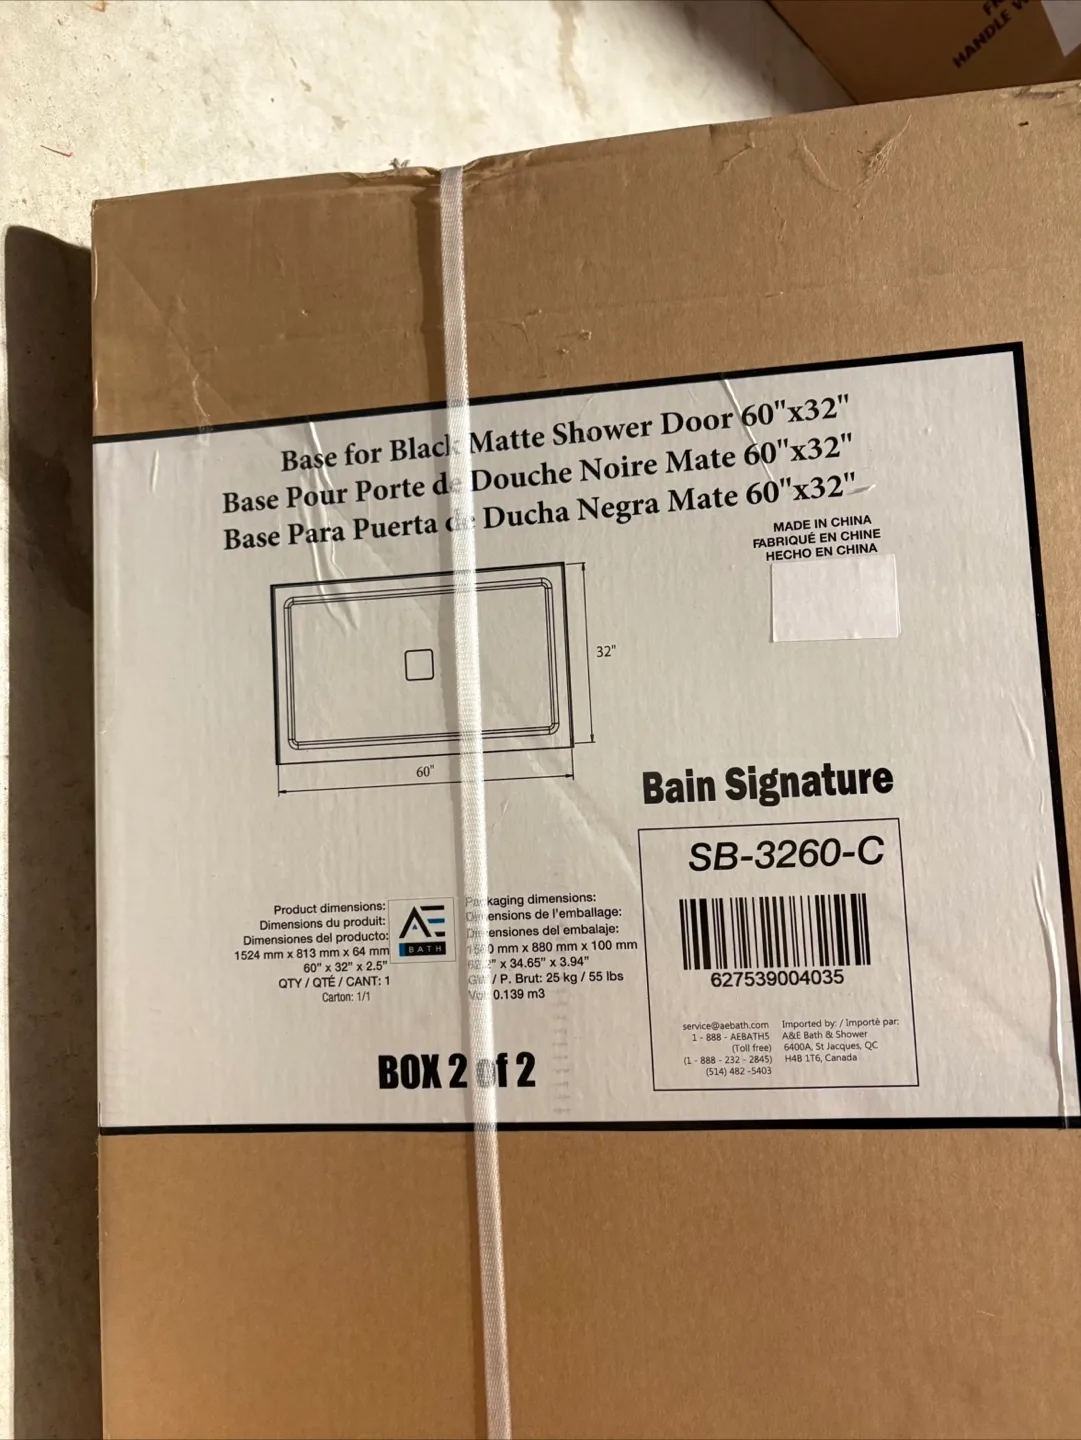 HANDLE
Base for Black Matte Shower Door 60"x32"
Base Pour Porte de Douche Noire Mate 60"x32"
Base Para Puerta de Ducha Negra Mate 60"x32"
MADE IN CHINA
FABRIQUÉ EN CHINE
HECHO EN CHINA
32"
60"
Bain Signature
SB-3260-C
627539004035
Product dimensions:
Dimensions du produit:
Dimensiones del producto:
1524 mm x 813 mm x 64 mm
60" x 32" x 2.5"
QTY / QTÉ / CANT: 1
Carton: 1/1
AE
BATH
Packaging dimensions:
Dimensions de l'emballage:
Dimensiones del embalaje:
mm x 880 mm x 100 mm
x 34.65" x 3.94"
/ P. Brut: 25 kg / 55 lbs
0.139 m3
service@aebath.com
1 - 888 - AEBATH5
(Toll free)
(1 - 888 - 232 - 2845)
(514) 482 -5403
Imported by: / Importé par:
A&E Bath & Shower
6400A, St Jacques, QC
H4B 1T6, Canada
BOX 2 of 2